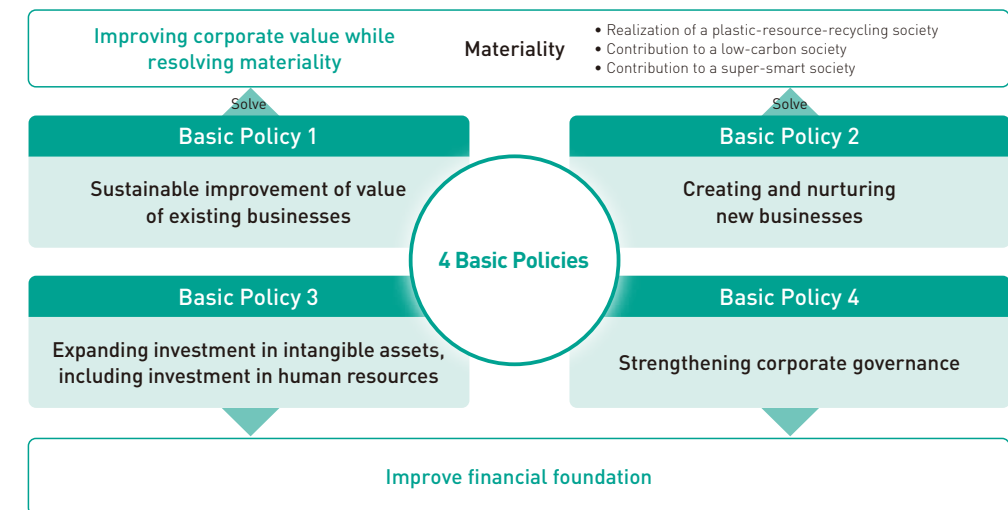 Improving corporate value while
resolving materiality
Materiality
• Realization of a plastic-resource-recycling society
• Contribution to a low-carbon society
• Contribution to a super-smart society
Solve
Solve
Basic Policy 1
Sustainable improvement of value
of existing businesses
Basic Policy 2
Creating and nurturing
new businesses
4 Basic Policies
Basic Policy 3
Expanding investment in intangible assets,
including investment in human resources
Basic Policy 4
Strengthening corporate governance
Improve financial foundation